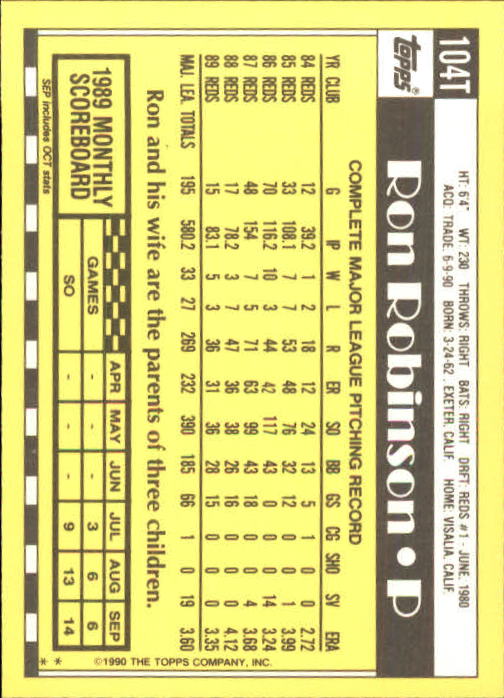 104T
topps®
Ron Robinson • P
HT: 6'4" WT: 230 THROWS: RIGHT BATS: RIGHT DRFT: REDS #1 - JUNE, 1980
ACQ: TRADE, 6-9-90 BORN: 3-24-62, EXETER, CALIF. HOME: VISALIA, CALIF.
COMPLETE MAJOR LEAGUE PITCHING RECORD
YR CLUB G IP W L R ER SO BB GS CG SHO SV ERA
84 REDS 12 39.2 1 2 18 12 24 13 5 1 0 0 2.72
85 REDS 33 108.1 7 7 53 48 76 32 12 0 0 1 3.99
86 REDS 70 116.2 10 3 44 42 117 43 0 0 0 14 3.24
87 REDS 48 154 7 5 71 63 99 43 18 0 0 4 3.68
88 REDS 17 78.2 3 7 47 36 38 26 16 0 0 0 4.12
89 REDS 15 83.1 5 3 36 31 36 28 15 0 0 0 3.35
MAJ. LEA. TOTALS 195 580.2 33 27 269 232 390 185 66 1 0 19 3.60
Ron and his wife are the parents of three children.
1989 MONTHLY
SCOREBOARD
APR MAY JUN JUL AUG SEP
GAMES - - - 3 6 6
SO - - - 9 13 14
SEP includes OCT stats
* * ©1990 THE TOPPS COMPANY, INC.